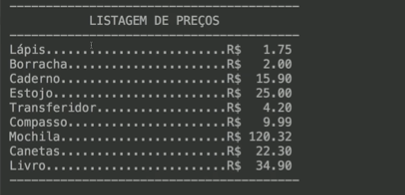 ----------------------------------------
LISTAGEM DE PREÇOS
----------------------------------------
Lápis.........................R$   1.75
Borracha......................R$   2.00
Caderno.......................R$  15.90
Estojo........................R$  25.00
Transferidor..................R$   4.20
Compasso......................R$   9.99
Mochila.......................R$ 120.32
Canetas.......................R$  22.30
Livro.........................R$  34.90
----------------------------------------